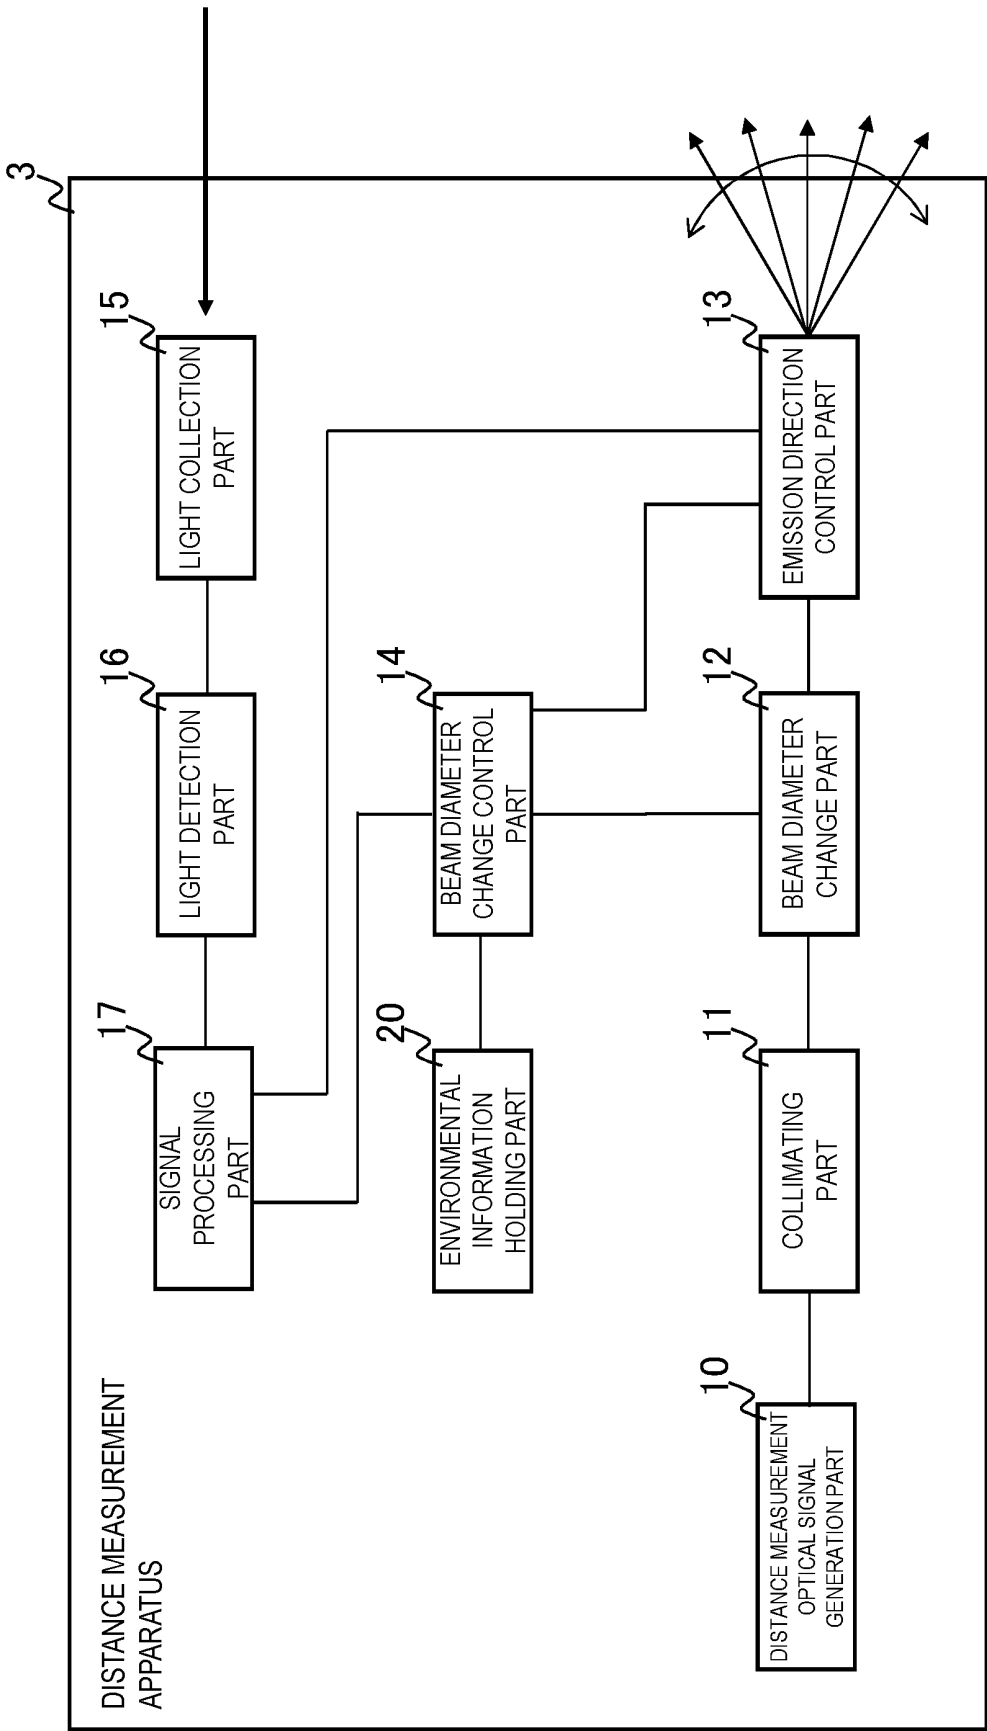 3
DISTANCE MEASUREMENT
APPARATUS
17
SIGNAL
PROCESSING
PART
16
LIGHT DETECTION
PART
15
LIGHT COLLECTION
PART
20
ENVIRONMENTAL
INFORMATION
HOLDING PART
14
BEAM DIAMETER
CHANGE CONTROL
PART
10
DISTANCE MEASUREMENT
OPTICAL SIGNAL
GENERATION PART
11
COLLIMATING
PART
12
BEAM DIAMETER
CHANGE PART
13
EMISSION DIRECTION
CONTROL PART